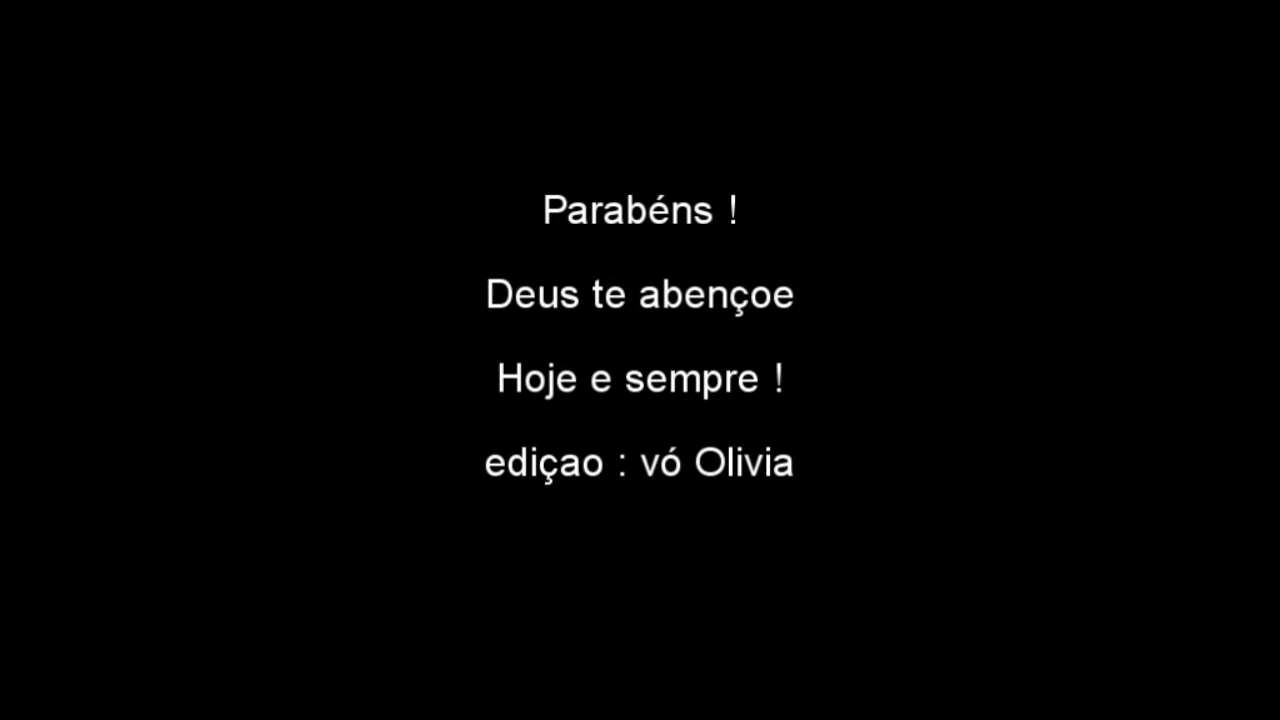 Parabéns !
Deus te abençoe
Hoje e sempre !
ediçao : vó Olivia